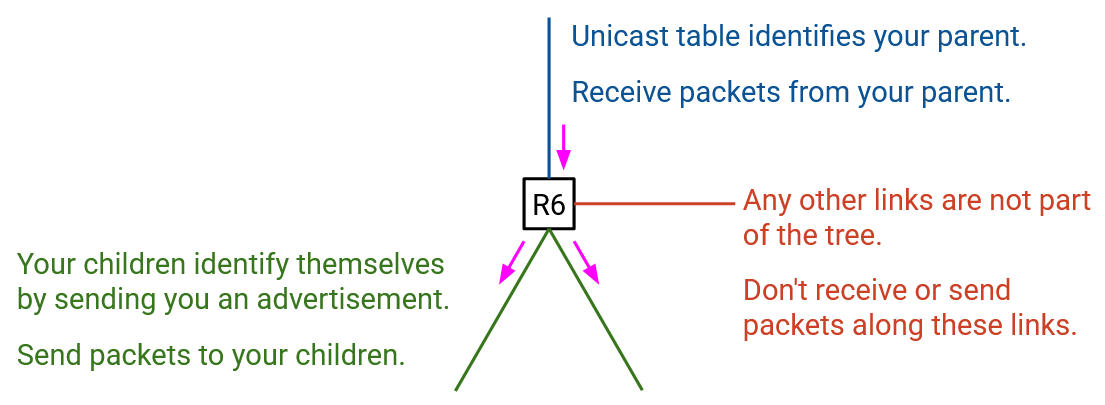 Unicast table identifies your parent.
Receive packets from your parent.
R6
Any other links are not part
of the tree.
Don't receive or send
packets along these links.
Your children identify themselves
by sending you an advertisement.
Send packets to your children.